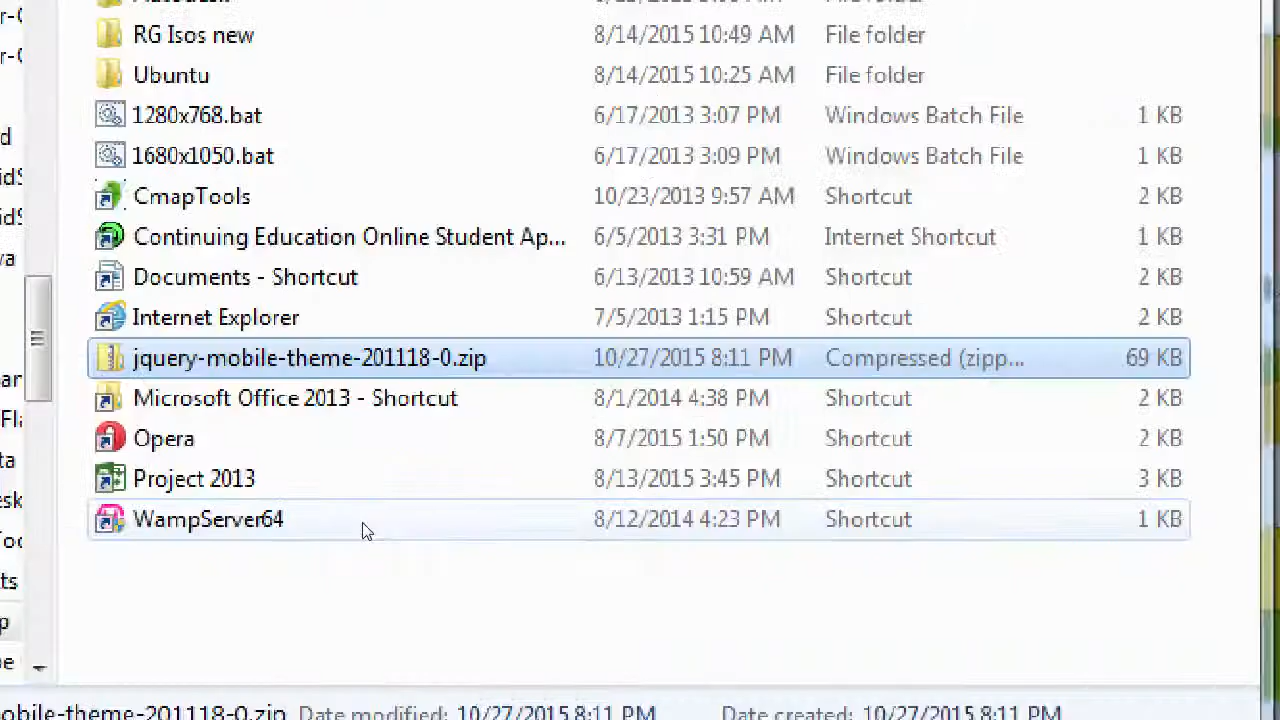 RG Isos new 8/14/2015 10:49 AM File folder
Ubuntu 8/14/2015 10:25 AM File folder
1280x768.bat 6/17/2013 3:07 PM Windows Batch File 1 KB
1680x1050.bat 6/17/2013 3:09 PM Windows Batch File 1 KB
CmapTools 10/23/2013 9:57 AM Shortcut 2 KB
Continuing Education Online Student Ap... 6/5/2013 3:31 PM Internet Shortcut 1 KB
Documents - Shortcut 6/13/2013 10:59 AM Shortcut 2 KB
Internet Explorer 7/5/2013 1:15 PM Shortcut 2 KB
jquery-mobile-theme-201118-0.zip 10/27/2015 8:11 PM Compressed (zipp... 69 KB
Microsoft Office 2013 - Shortcut 8/1/2014 4:38 PM Shortcut 2 KB
Opera 8/7/2015 1:50 PM Shortcut 2 KB
Project 2013 8/13/2015 3:45 PM Shortcut 3 KB
WampServer64 8/12/2014 4:23 PM Shortcut 1 KB
obile-theme-201118-0.zip Date modified: 10/27/2015 8:11 PM Date created: 10/27/2015 8:11 PM